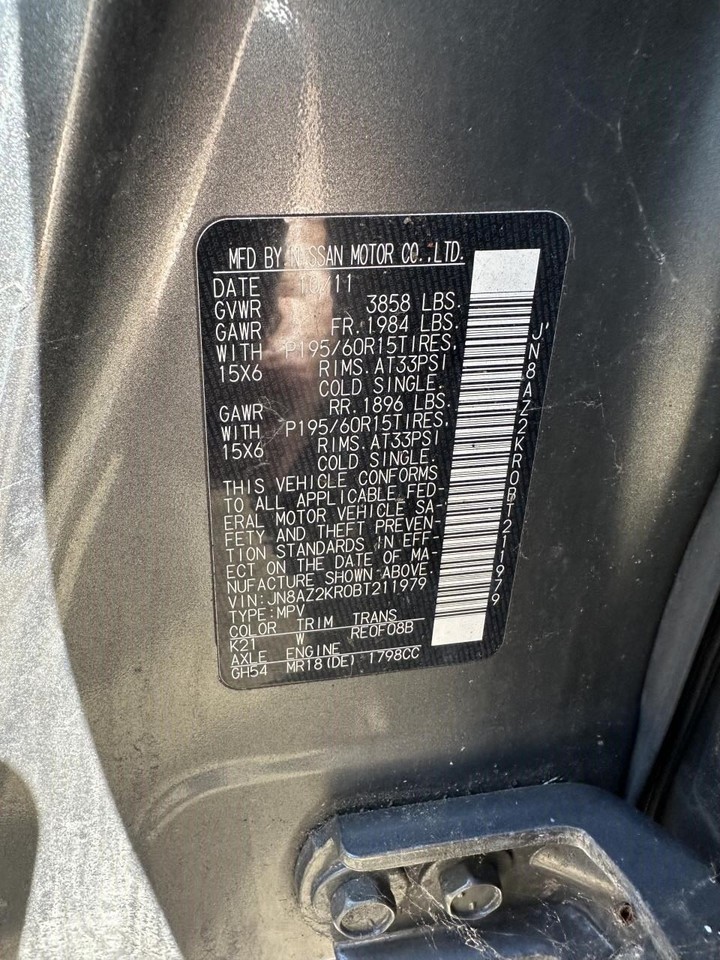 MFD BY NISSAN MOTOR CO.,LTD.
DATE 10/11
GVWR 3858 LBS.
GAWR FR. 1984 LBS.
WITH P195/60R15TIRES,
15X6 RIMS. AT33PSI
COLD SINGLE.
GAWR RR. 1896 LBS.
WITH P195/60R15TIRES,
15X6 RIMS. AT33PSI
COLD SINGLE.
THIS VEHICLE CONFORMS
TO ALL APPLICABLE FED-
ERAL MOTOR VEHICLE SA-
FETY AND THEFT PREVEN-
TION STANDARDS IN EFF-
ECT ON THE DATE OF MA-
NUFACTURE SHOWN ABOVE.
VIN:JN8AZ2KR0BT211979
TYPE:MPV
COLOR TRIM TRANS
K21 W RE0F08B
AXLE ENGINE
GH54 MR18(DE) 1798CC
JN8AZ2KR0BT211979